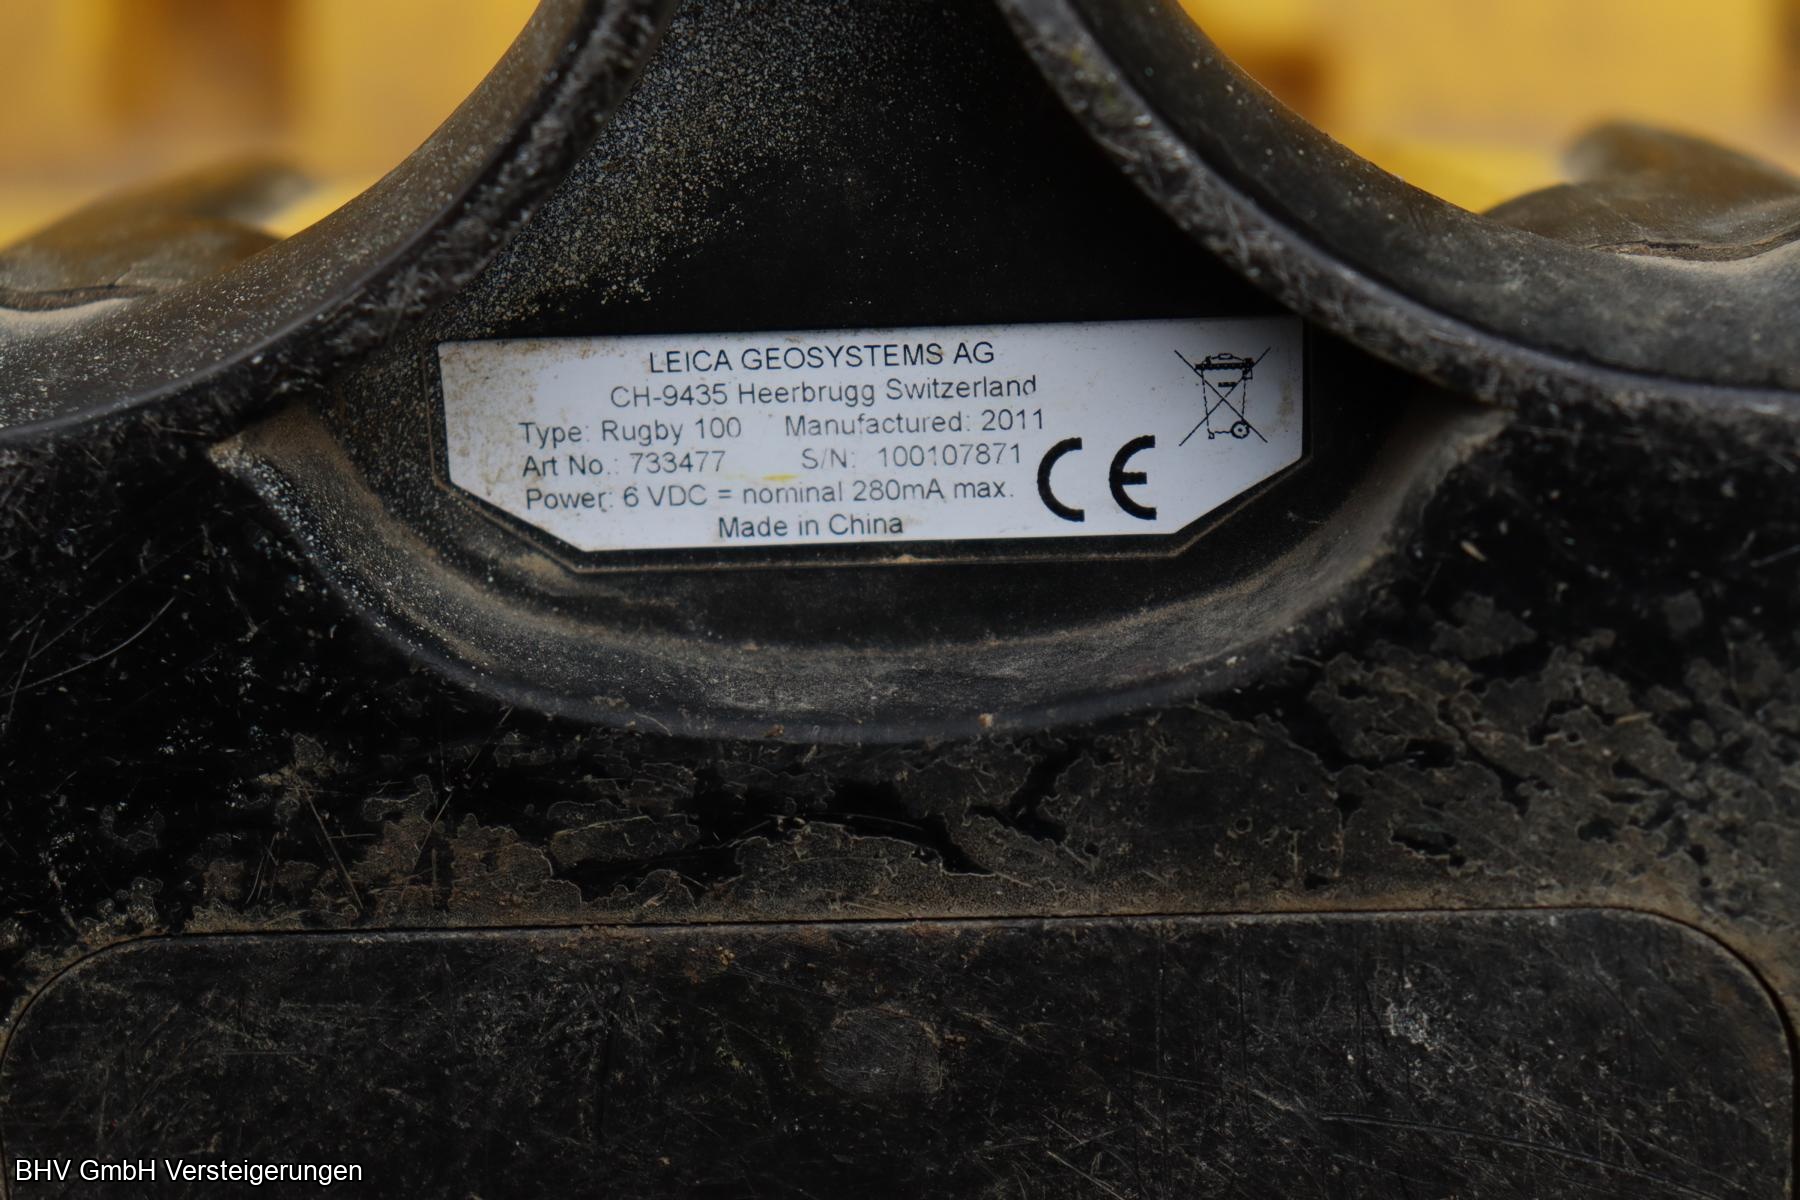 LEICA GEOSYSTEMS AG
CH-9435 Heerbrugg Switzerland
Type: Rugby 100 Manufactured: 2011
Art No.: 733477 S/N: 100107871
Power: 6 VDC = nominal 280mA max.
Made in China
CE
BHV GmbH Versteigerungen